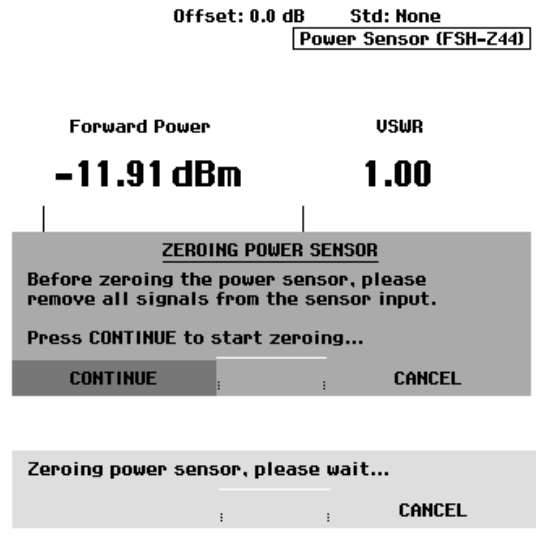 Offset: 0.0 dB Std: None
Power Sensor (FSH-Z44)
Forward Power VSWR
-11.91 dBm 1.00
ZEROING POWER SENSOR
Before zeroing the power sensor, please
remove all signals from the sensor input.
Press CONTINUE to start zeroing...
CONTINUE CANCEL
Zeroing power sensor, please wait...
CANCEL